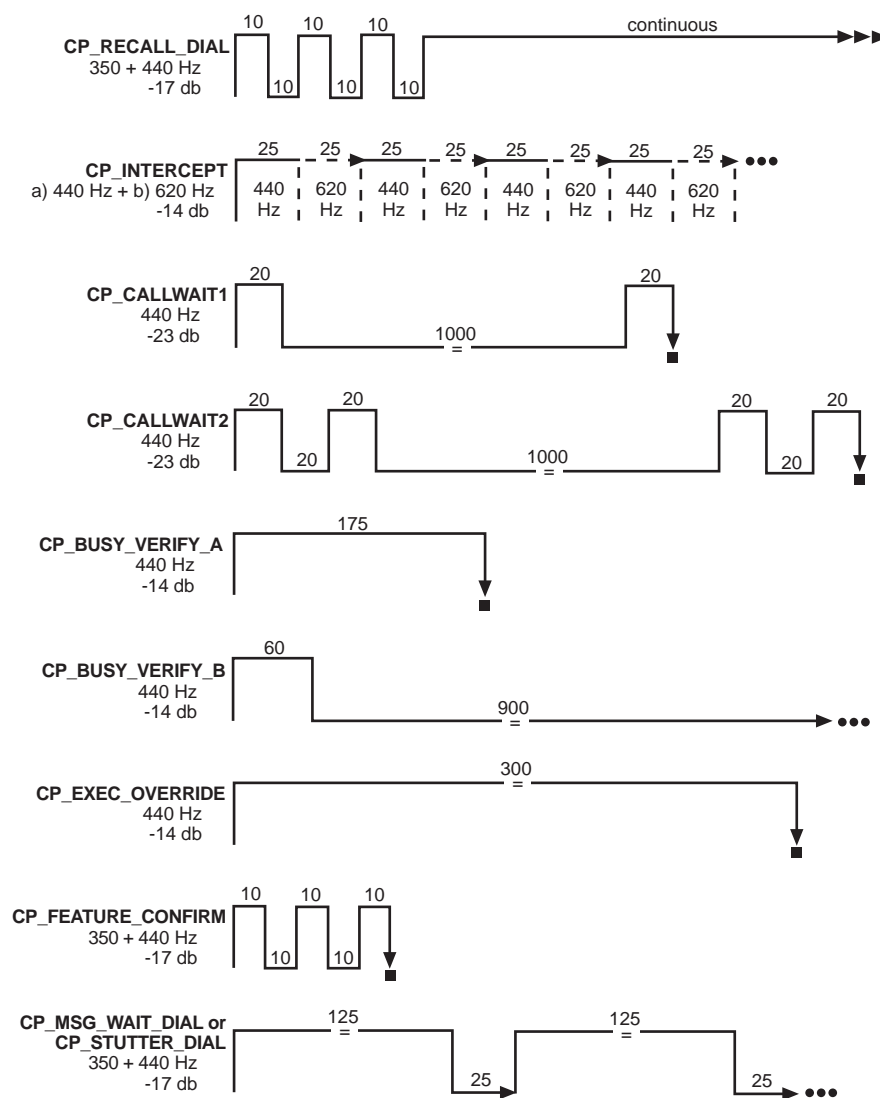 10 10 10 continuous
CP_RECALL_DIAL
350 + 440 Hz
-17 db
10 10 10
25 25 25 25 25 25 25 25
CP_INTERCEPT
a) 440 Hz + b) 620 Hz
-14 db
440 620 440 620 440 620 440 620
Hz Hz Hz Hz Hz Hz Hz Hz
20 20
CP_CALLWAIT1
440 Hz
-23 db
1000
=
20 20 20 20
CP_CALLWAIT2
440 Hz
-23 db
20 1000 20
=
175
CP_BUSY_VERIFY_A
440 Hz
-14 db
60
CP_BUSY_VERIFY_B
440 Hz
-14 db
900
=
300
=
CP_EXEC_OVERRIDE
440 Hz
-14 db
10 10 10
CP_FEATURE_CONFIRM
350 + 440 Hz
-17 db
10 10
125 125
= =
CP_MSG_WAIT_DIAL or
CP_STUTTER_DIAL
350 + 440 Hz
-17 db
25 25